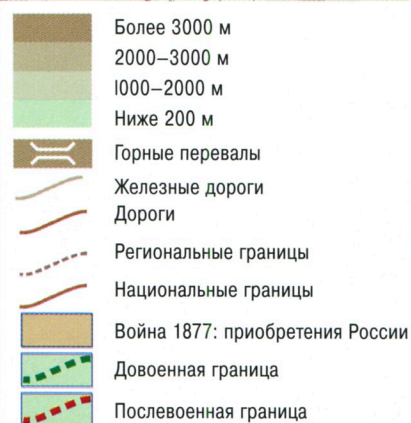 Более 3000 м
2000–3000 м
I000–2000 м
Ниже 200 м
Горные перевалы
Железные дороги
Дороги
Региональные границы
Национальные границы
Война 1877: приобретения России
Довоенная граница
Послевоенная граница